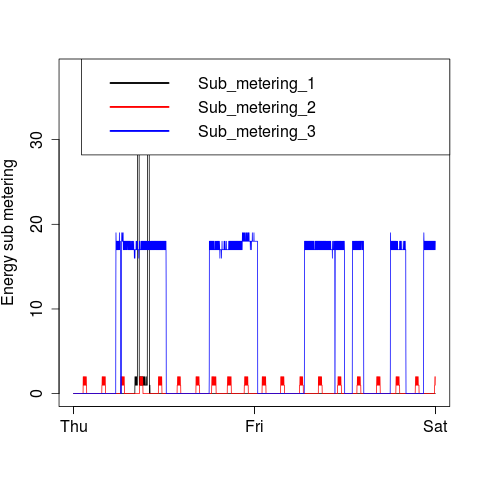 Sub_metering_1
Sub_metering_2
Sub_metering_3
Energy sub metering
30
20
10
0
Thu Fri Sat